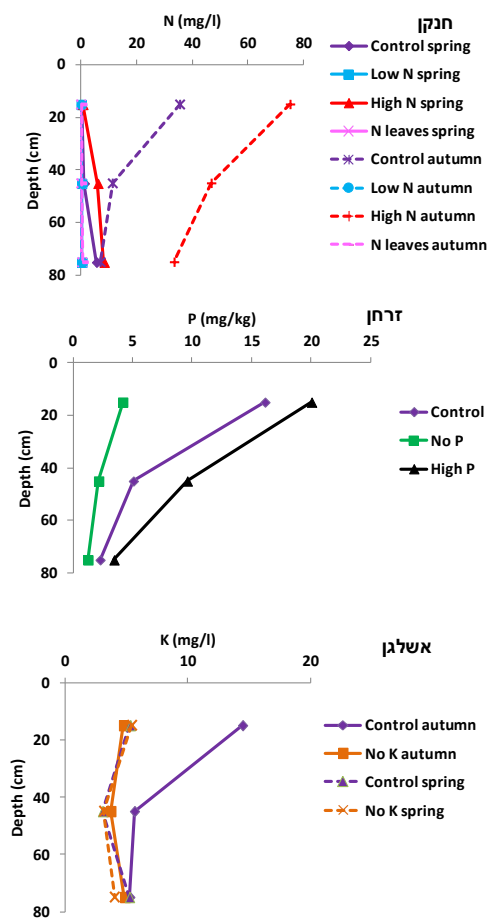 N (mg/l)
חנקן
0 20 40 60 80
0
20
40
60
80
Depth (cm)
Control spring
Low N spring
High N spring
N leaves spring
Control autumn
Low N autumn
High N autumn
N leaves autumn
P (mg/kg)
זרחן
0 5 10 15 20 25
0
20
40
60
80
Depth (cm)
Control
No P
High P
K (mg/l)
אשלגן
0 10 20
0
20
40
60
80
Depth (cm)
Control autumn
No K autumn
Control spring
No K spring